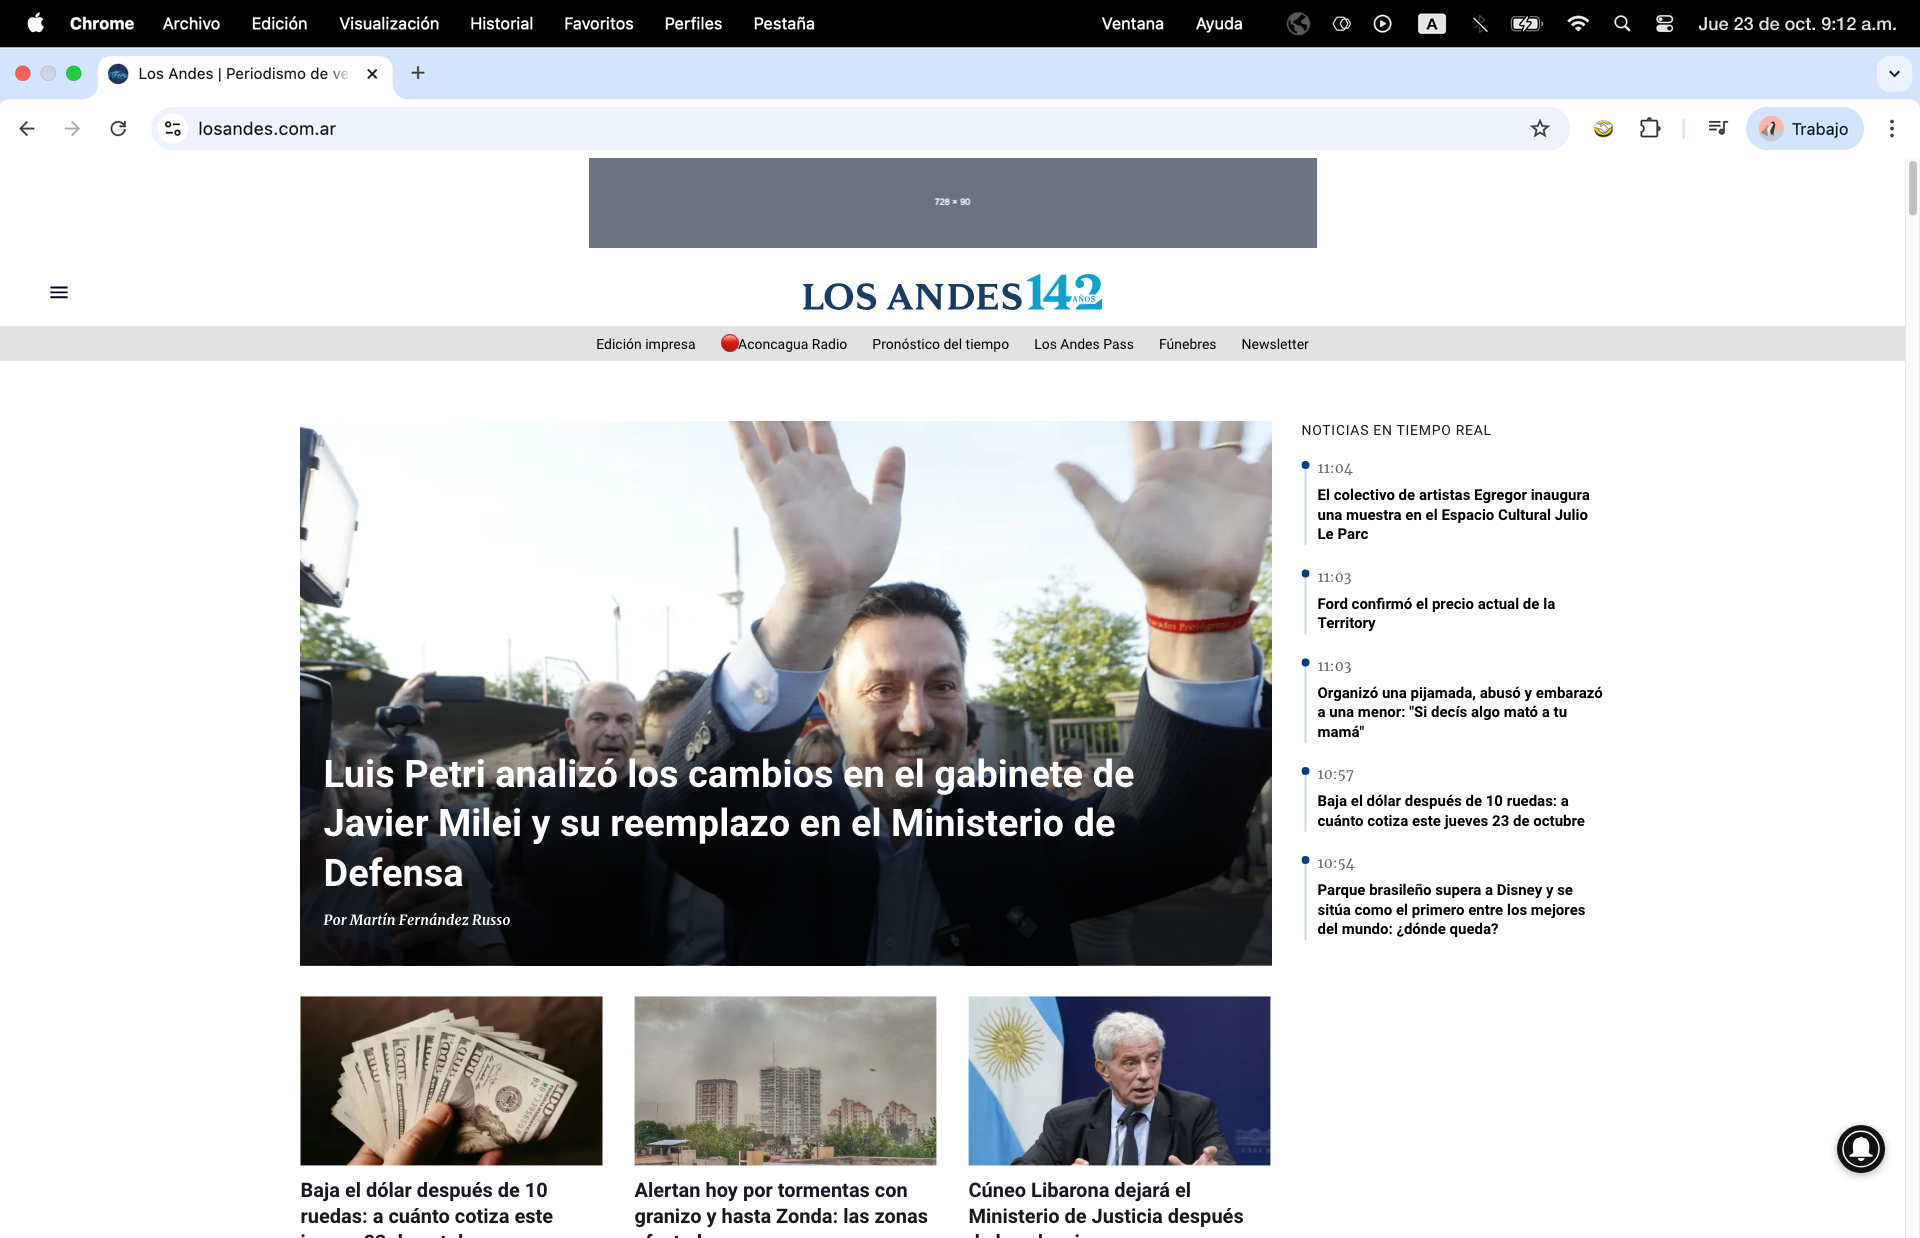 Chrome Archivo Edición Visualización Historial Favoritos Perfiles Pestaña Ventana Ayuda A Jue 23 de oct. 9:12 a.m.
Los Andes | Periodismo de ve
losandes.com.ar
Trabajo
728 × 90
LOS ANDES 142 AÑOS
Edición impresa Aconcagua Radio Pronóstico del tiempo Los Andes Pass Fúnebres Newsletter
Luis Petri analizó los cambios en el gabinete de
Javier Milei y su reemplazo en el Ministerio de
Defensa
Por Martín Fernández Russo
NOTICIAS EN TIEMPO REAL
11:04
El colectivo de artistas Egregor inaugura
una muestra en el Espacio Cultural Julio
Le Parc
11:03
Ford confirmó el precio actual de la
Territory
11:03
Organizó una pijamada, abusó y embarazó
a una menor: "Si decís algo mató a tu
mamá"
10:57
Baja el dólar después de 10 ruedas: a
cuánto cotiza este jueves 23 de octubre
10:54
Parque brasileño supera a Disney y se
sitúa como el primero entre los mejores
del mundo: ¿dónde queda?
Baja el dólar después de 10
ruedas: a cuánto cotiza este
Alertan hoy por tormentas con
granizo y hasta Zonda: las zonas
Cúneo Libarona dejará el
Ministerio de Justicia después